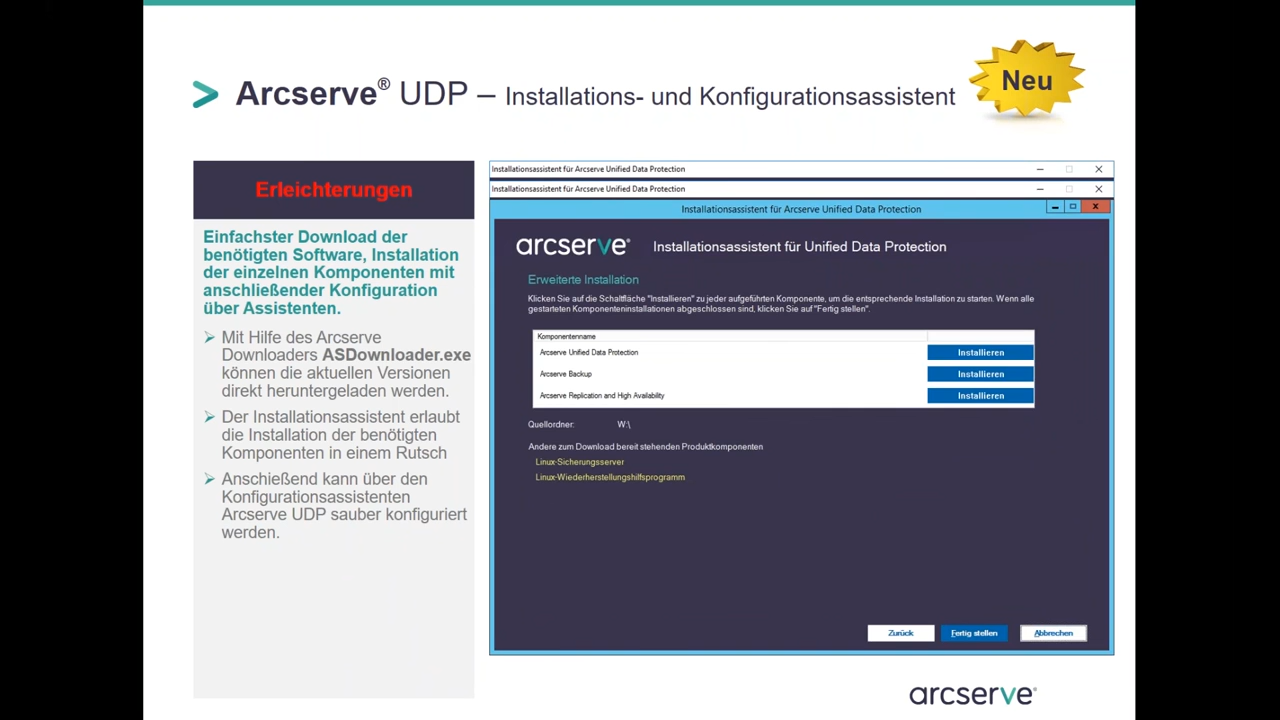 Arcserve® UDP – Installations- und Konfigurationsassistent
Neu
Erleichterungen
Einfachster Download der
benötigten Software, Installation
der einzelnen Komponenten mit
anschließender Konfiguration
über Assistenten.
Mit Hilfe des Arcserve
Downloaders ASDownloader.exe
können die aktuellen Versionen
direkt heruntergeladen werden.
Der Installationsassistent erlaubt
die Installation der benötigten
Komponenten in einem Rutsch
Anschießend kann über den
Konfigurationsassistenten
Arcserve UDP sauber konfiguriert
werden.
Installationsassistent für Arcserve Unified Data Protection
Installationsassistent für Arcserve Unified Data Protection
Installationsassistent für Arcserve Unified Data Protection
arcserve® Installationsassistent für Unified Data Protection
Erweiterte Installation
Klicken Sie auf die Schaltfläche "Installieren" zu jeder aufgeführten Komponente, um die entsprechende Installation zu starten. Wenn alle
gestarteten Komponenteninstallationen abgeschlossen sind, klicken Sie auf "Fertig stellen".
Komponentenname
Arcserve Unified Data Protection Installieren
Arcserve Backup Installieren
Arcserve Replication and High Availability Installieren
Quellordner: W:\
Andere zum Download bereit stehenden Produktkomponenten
Linux-Sicherungsserver
Linux-Wiederherstellungshilfsprogramm
Zurück Fertig stellen Abbrechen
arcserve®